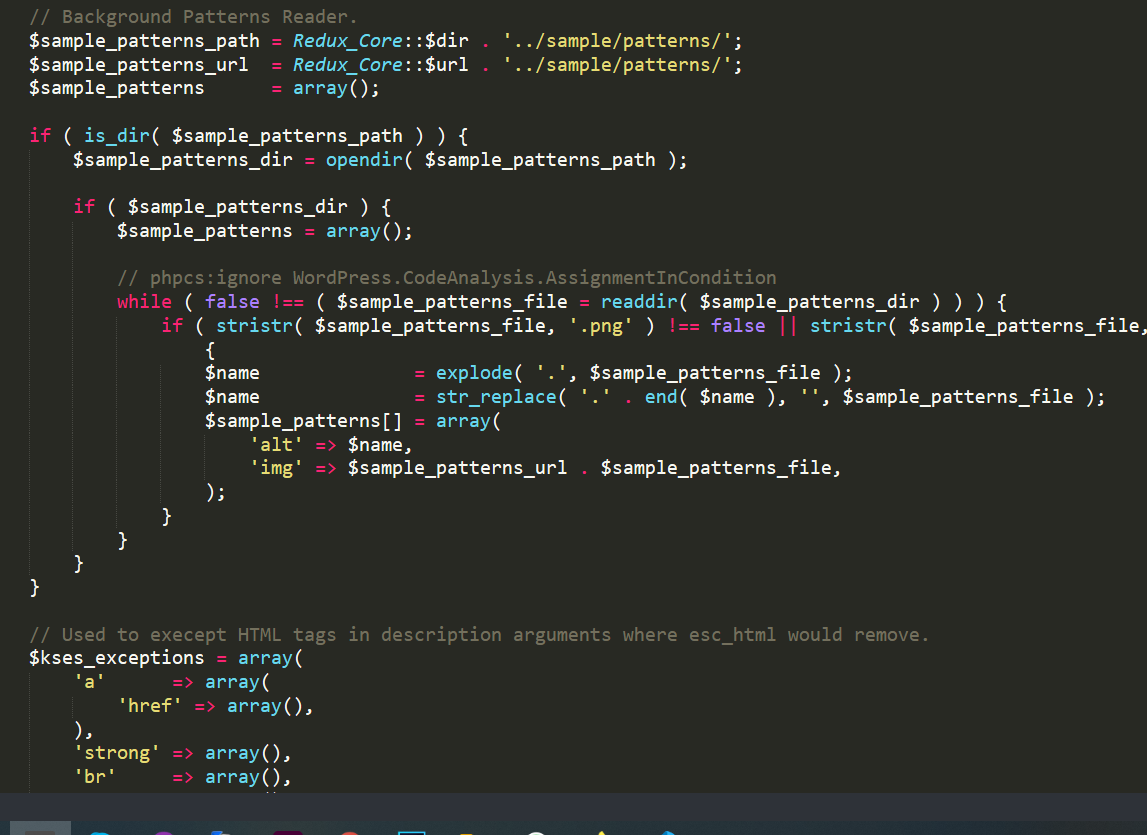 // Background Patterns Reader.
$sample_patterns_path = Redux_Core::$dir . '../sample/patterns/';
$sample_patterns_url  = Redux_Core::$url . '../sample/patterns/';
$sample_patterns      = array();
if ( is_dir( $sample_patterns_path ) ) {
    $sample_patterns_dir = opendir( $sample_patterns_path );
    if ( $sample_patterns_dir ) {
        $sample_patterns = array();
        // phpcs:ignore WordPress.CodeAnalysis.AssignmentInCondition
        while ( false !== ( $sample_patterns_file = readdir( $sample_patterns_dir ) ) ) {
            if ( stristr( $sample_patterns_file, '.png' ) !== false || stristr( $sample_patterns_file,
                {
                $name              = explode( '.', $sample_patterns_file );
                $name              = str_replace( '.' . end( $name ), '', $sample_patterns_file );
                $sample_patterns[] = array(
                    'alt' => $name,
                    'img' => $sample_patterns_url . $sample_patterns_file,
                );
            }
        }
    }
}
// Used to execept HTML tags in description arguments where esc_html would remove.
$kses_exceptions = array(
    'a'      => array(
        'href' => array(),
    ),
    'strong' => array(),
    'br'     => array(),